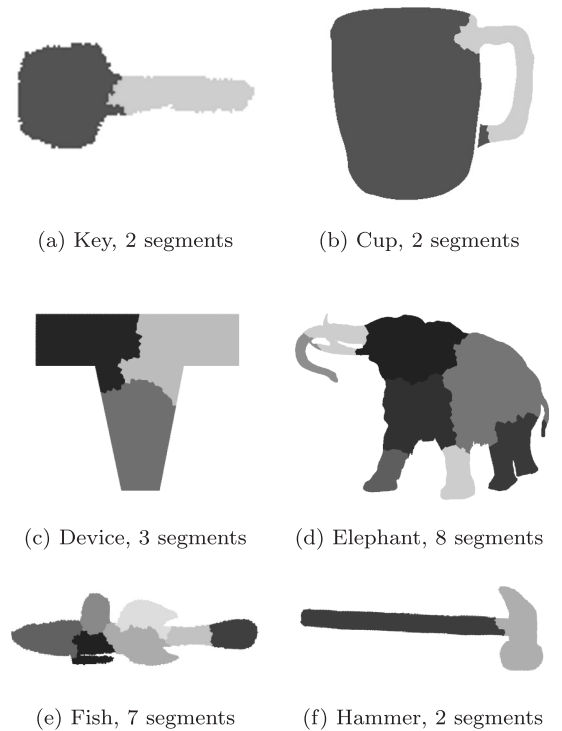 (a) Key, 2 segments
(b) Cup, 2 segments
(c) Device, 3 segments
(d) Elephant, 8 segments
(e) Fish, 7 segments
(f) Hammer, 2 segments